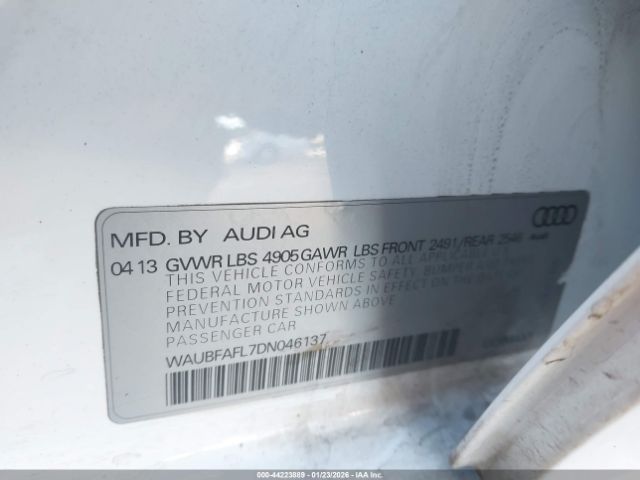 MFD. BY AUDI AG
04 13 GVWR LBS 4905 GAWR LBS FRONT 2491/REAR 2546 Audi
THIS VEHICLE CONFORMS TO ALL APPLICABLE U.S.
FEDERAL MOTOR VEHICLE SAFETY, BUMPER AND THEFT
PREVENTION STANDARDS IN EFFECT ON THE DATE OF
MANUFACTURE SHOWN ABOVE
PASSENGER CAR
WAUBFAFL7DN046137
000-44223889 - 01/23/2026 - IAA Inc.